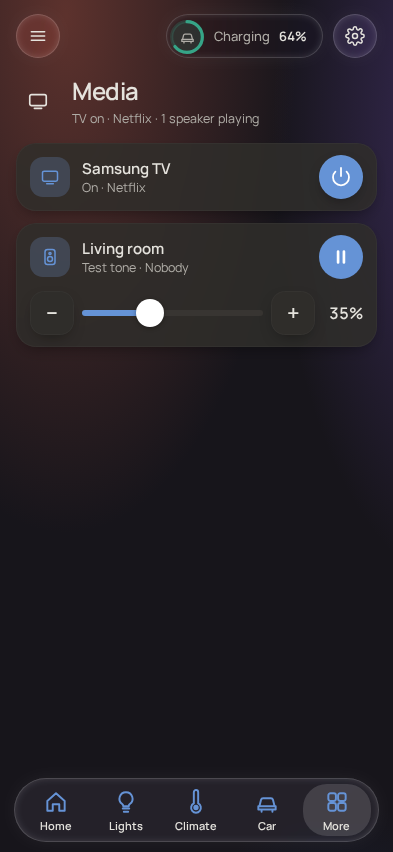 Charging 64%
Media
TV on · Netflix · 1 speaker playing
Samsung TV
On · Netflix
Living room
Test tone · Nobody
− + 35%
Home Lights Climate Car More